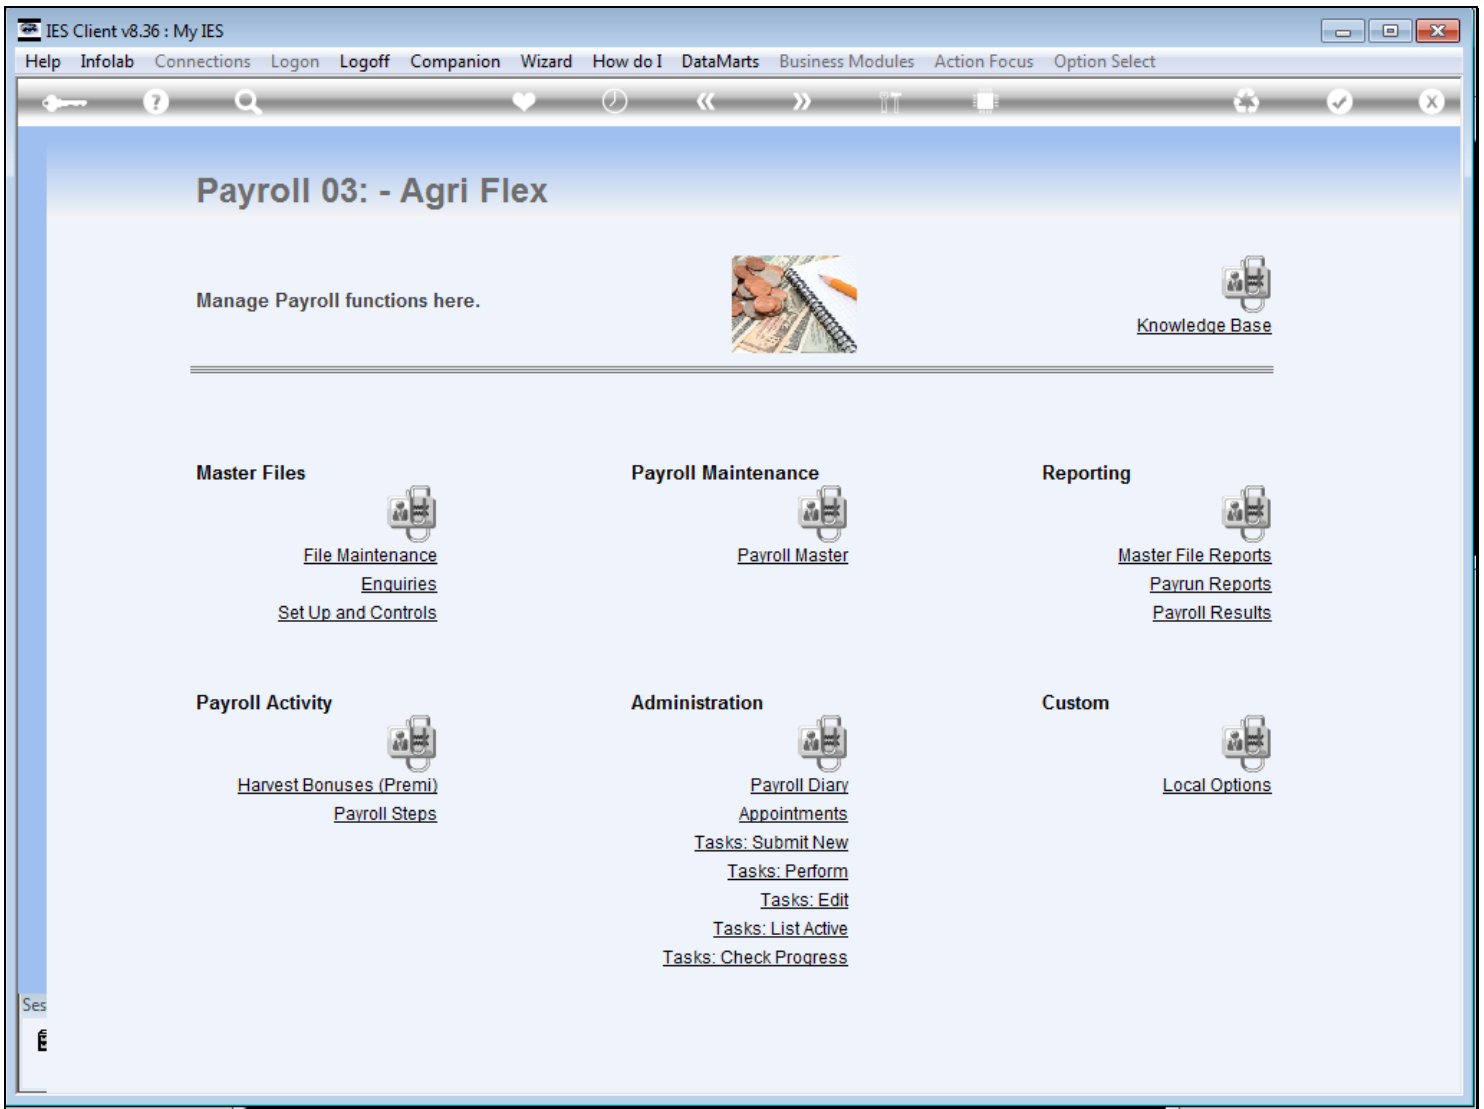 IES Client v8.36 : My IES
Help Infolab Connections Logon Logoff Companion Wizard How do I DataMarts Business Modules Action Focus Option Select
Payroll 03: - Agri Flex
Manage Payroll functions here.
Knowledge Base
Master Files
File Maintenance
Enquiries
Set Up and Controls
Payroll Maintenance
Payroll Master
Reporting
Master File Reports
Payrun Reports
Payroll Results
Payroll Activity
Harvest Bonuses (Premi)
Payroll Steps
Administration
Payroll Diary
Appointments
Tasks: Submit New
Tasks: Perform
Tasks: Edit
Tasks: List Active
Tasks: Check Progress
Custom
Local Options
Ses